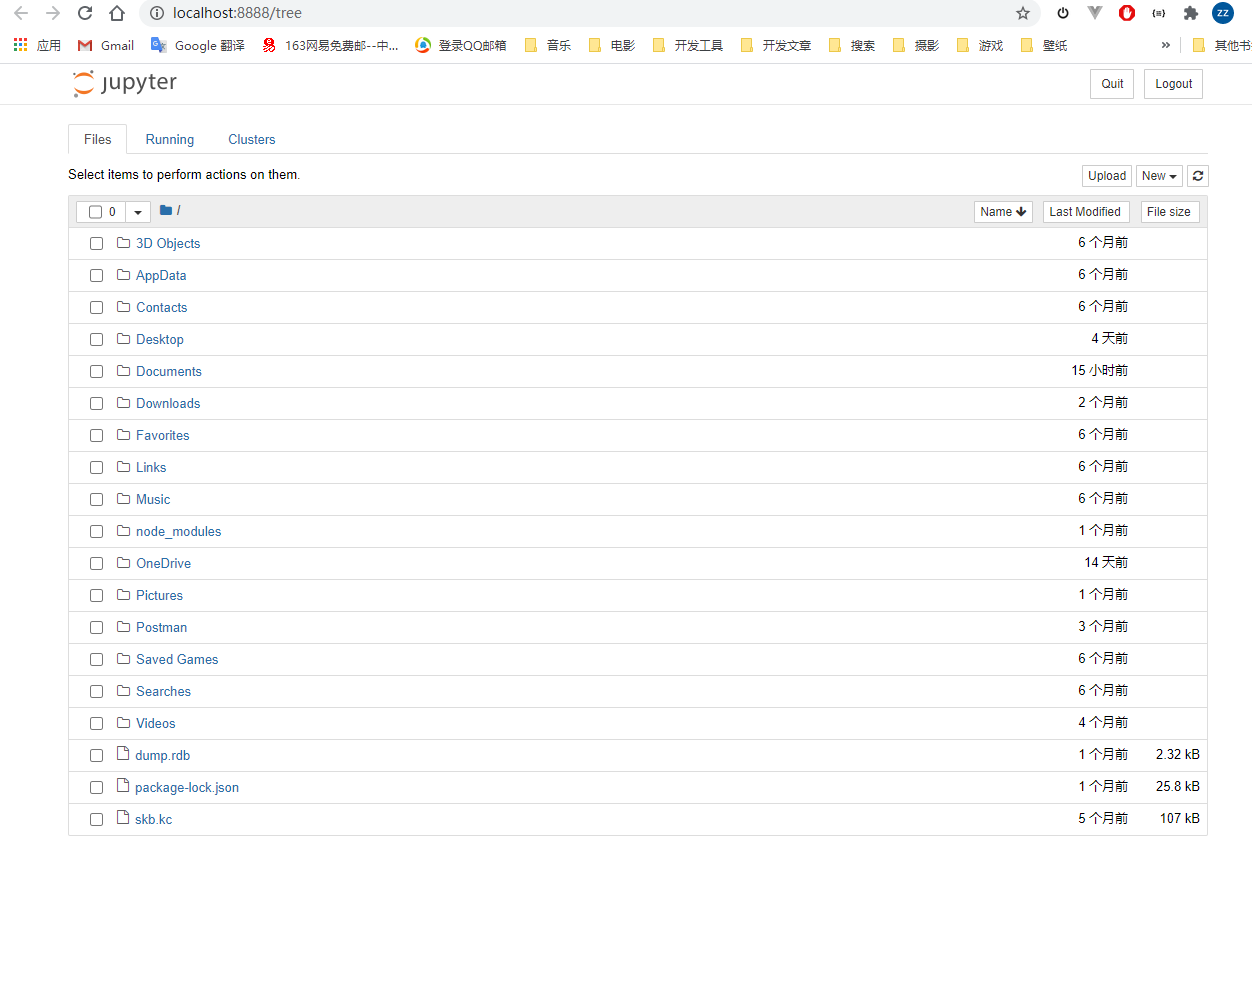 localhost:8888/tree
ZZ
应用 Gmail Google 翻译 163网易免费邮--中... 登录QQ邮箱 音乐 电影 开发工具 开发文章 搜索 摄影 游戏 壁纸 » 其他书
jupyter Quit Logout
Files Running Clusters
Select items to perform actions on them. Upload New
0 / Name Last Modified File size
3D Objects 6 个月前
AppData 6 个月前
Contacts 6 个月前
Desktop 4 天前
Documents 15 小时前
Downloads 2 个月前
Favorites 6 个月前
Links 6 个月前
Music 6 个月前
node_modules 1 个月前
OneDrive 14 天前
Pictures 1 个月前
Postman 3 个月前
Saved Games 6 个月前
Searches 6 个月前
Videos 4 个月前
dump.rdb 1 个月前 2.32 kB
package-lock.json 1 个月前 25.8 kB
skb.kc 5 个月前 107 kB